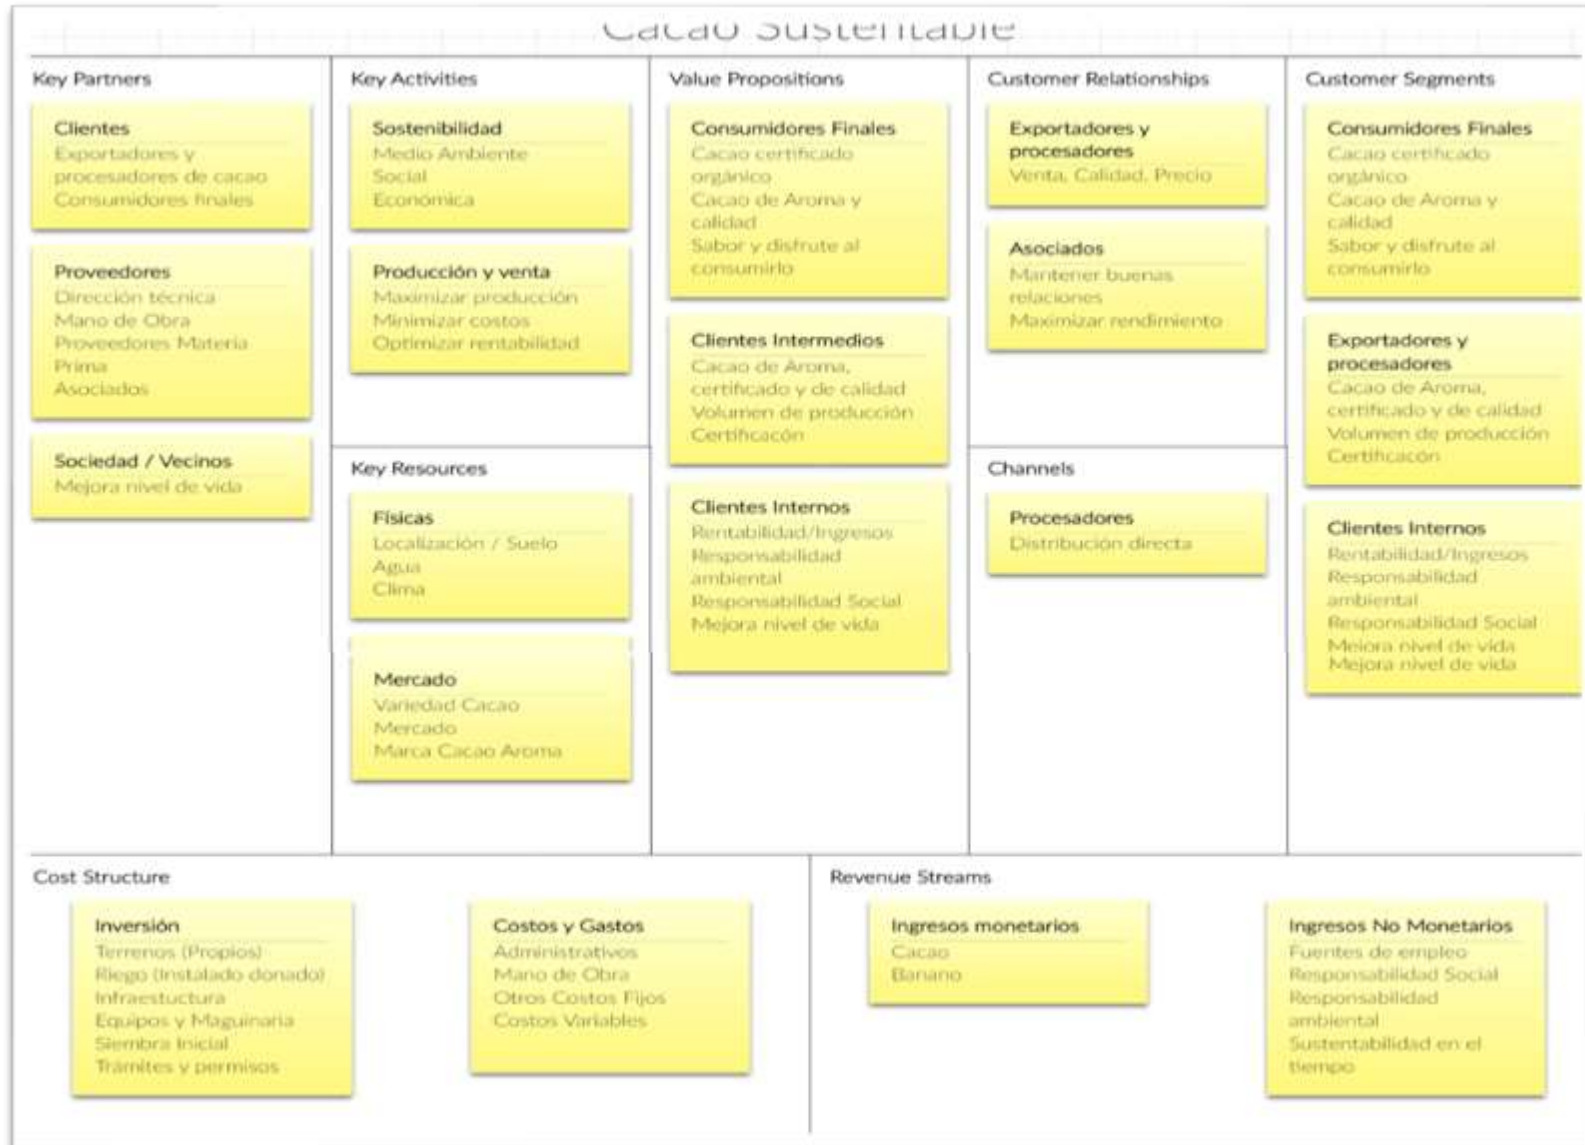 Cacao Sustentable
Key Partners
Clientes
Exportadores y
procesadores de cacao
Consumidores finales
Proveedores
Dirección técnica
Mano de Obra
Proveedores Materia
Prima
Asociados
Sociedad / Vecinos
Mejora nivel de vida
Key Activities
Sostenibilidad
Medio Ambiente
Social
Económica
Producción y venta
Maximizar producción
Minimizar costos
Optimizar rentabilidad
Key Resources
Físicas
Localización / Suelo
Agua
Clima
Mercado
Variedad Cacao
Mercado
Marca Cacao Aroma
Value Propositions
Consumidores Finales
Cacao certificado
orgánico
Cacao de Aroma y
calidad
Sabor y disfrute al
consumirlo
Clientes Intermedios
Cacao de Aroma,
certificado y de calidad
Volumen de producción
Certificacón
Clientes Internos
Rentabilidad/Ingresos
Responsabilidad
ambiental
Responsabilidad Social
Mejora nivel de vida
Customer Relationships
Exportadores y
procesadores
Venta, Calidad, Precio
Asociados
Mantener buenas
relaciones
Maximizar rendimiento
Channels
Procesadores
Distribución directa
Customer Segments
Consumidores Finales
Cacao certificado
orgánico
Cacao de Aroma y
calidad
Sabor y disfrute al
consumirlo
Exportadores y
procesadores
Cacao de Aroma,
certificado y de calidad
Volumen de producción
Certificacón
Clientes Internos
Rentabilidad/Ingresos
Responsabilidad
ambiental
Responsabilidad Social
Mejora nivel de vida
Mejora nivel de vida
Cost Structure
Inversión
Terrenos (Propios)
Riego (Instalado donado)
Infraestuctura
Equipos y Maguinaria
Siembra Inicial
Trámites y permisos
Costos y Gastos
Administrativos
Mano de Obra
Otros Costos Fijos
Costos Variables
Revenue Streams
Ingresos monetarios
Cacao
Banano
Ingresos No Monetarios
Fuentes de empleo
Responsabilidad Social
Responsabilidad
ambiental
Sustentabilidad en el
tiempo